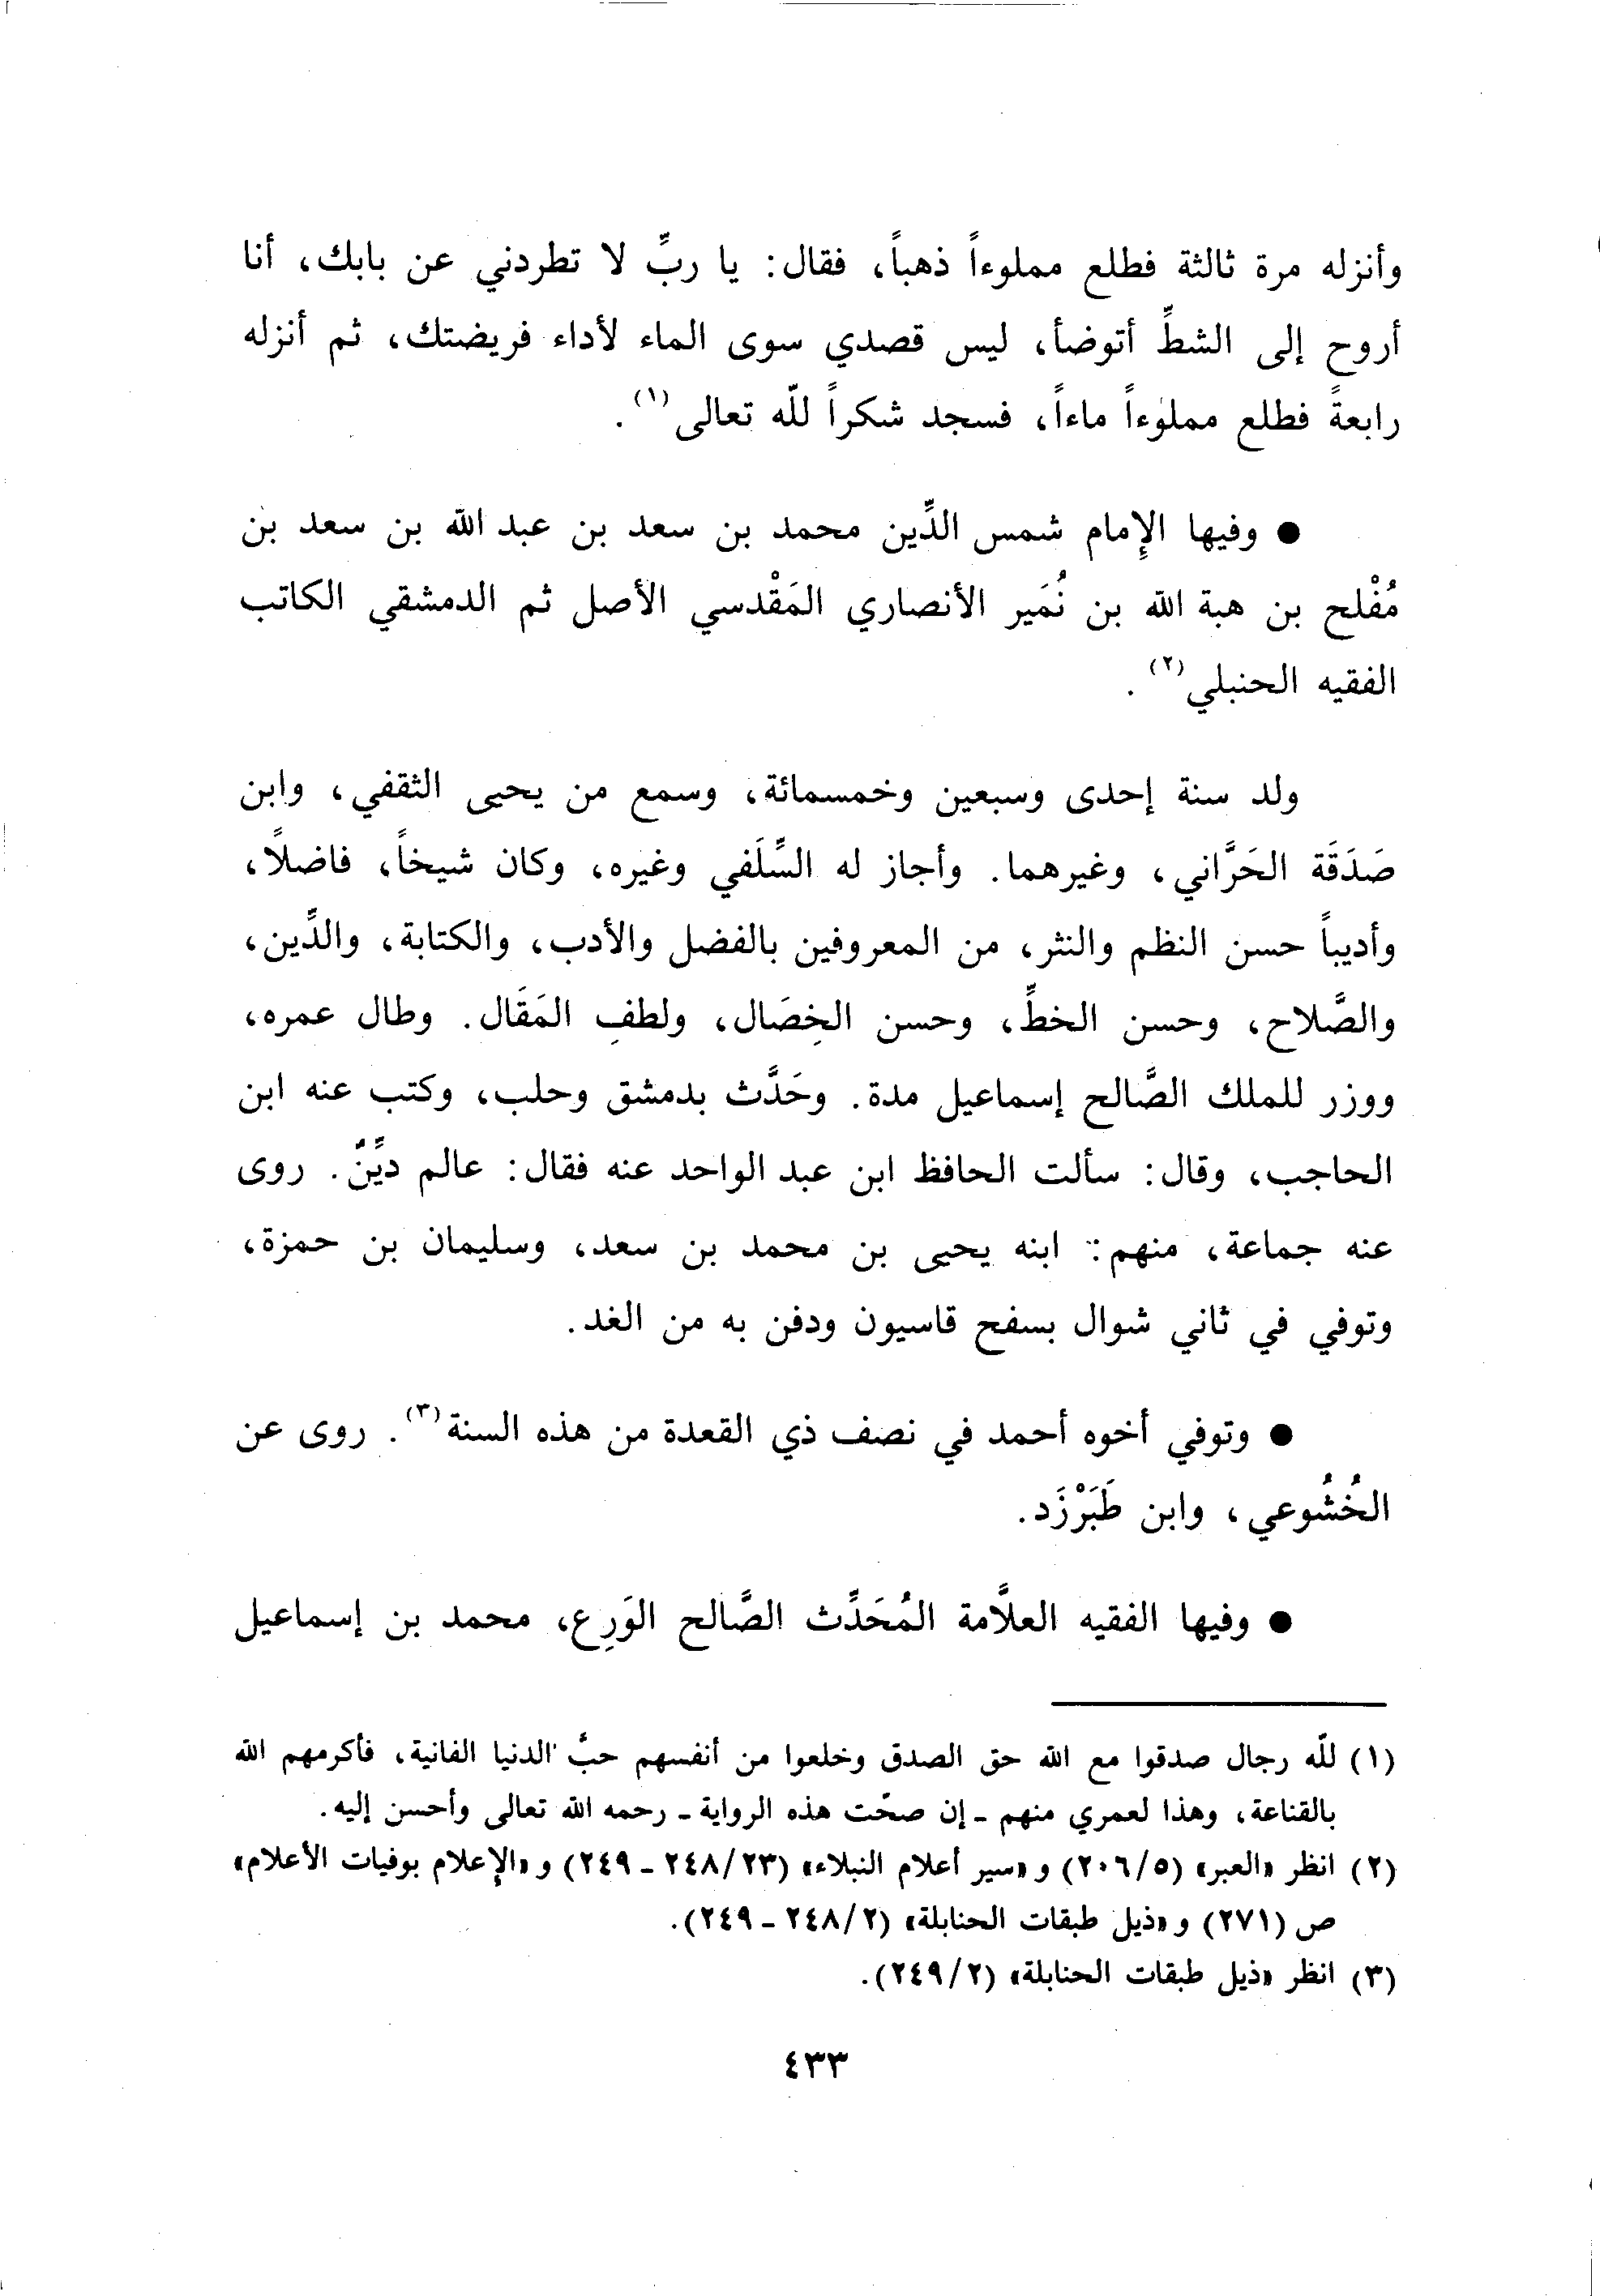 وأنزله مرة ثالثة فطلع مملوءاً ذهباً، فقال: يا ربِّ لا تطردني عن بابك، أنا
أروح إلى الشطِّ أتوضأ، ليس قصدي سوى الماء لأداء فريضتك، ثم أنزله
رابعةً فطلع مملوءاً ماءاً، فسجد شكراً للّه تعالى(١).
● وفيها الإِمام شمس الدِّين محمد بن سعد بن عبد الله بن سعد بن
مُفْلح بن هبة الله بن نُمَير الأنصاري المَقْدسي الأصل ثم الدمشقي الكاتب
الفقيه الحنبلي(٢).
ولد سنة إحدى وسبعين وخمسمائة، وسمع من يحيى الثقفي، وابن
صَدَقَة الحَرَّاني، وغيرهما. وأجاز له السِّلَفي وغيره، وكان شيخاً، فاضلاً،
وأديباً حسن النظم والنثر، من المعروفين بالفضل والأدب، والكتابة، والدِّين،
والصَّلاح، وحسن الخطِّ، وحسن الخِصَال، ولطفِ المَقَال. وطال عمره،
ووزر للملك الصَّالح إسماعيل مدة. وحَدَّث بدمشق وحلب، وكتب عنه ابن
الحاجب، وقال: سألت الحافظ ابن عبد الواحد عنه فقال: عالم ديِّنٌ. روى
عنه جماعة، منهم: ابنه يحيى بن محمد بن سعد، وسليمان بن حمزة،
وتوفي في ثاني شوال بسفح قاسيون ودفن به من الغد.
● وتوفي أخوه أحمد في نصف ذي القعدة من هذه السنة(٣). روى عن
الخُشُوعي، وابن طَبَرْزَد.
● وفيها الفقيه العلاَّمة المُحَدِّث الصَّالح الوَرِع، محمد بن إسماعيل
(١) للّه رجال صدقوا مع الله حق الصدق وخلعوا من أنفسهم حبَّ الدنيا الفانية، فأكرمهم الله
بالقناعة، وهذا لعمري منهم ـ إن صحّت هذه الرواية ـ رحمه الله تعالى وأحسن إليه.
(٢) انظر «العبر» (٢٠٦/٥) و «سير أعلام النبلاء» (٢٤٨/٢٣ ـ ٢٤٩) و «الإِعلام بوفيات الأعلام»
ص (٢٧١) و «ذيل طبقات الحنابلة» (٢٤٨/٢ ـ ٢٤٩).
(٣) انظر «ذيل طبقات الحنابلة» (٢٤٩/٢).
٤٣٣